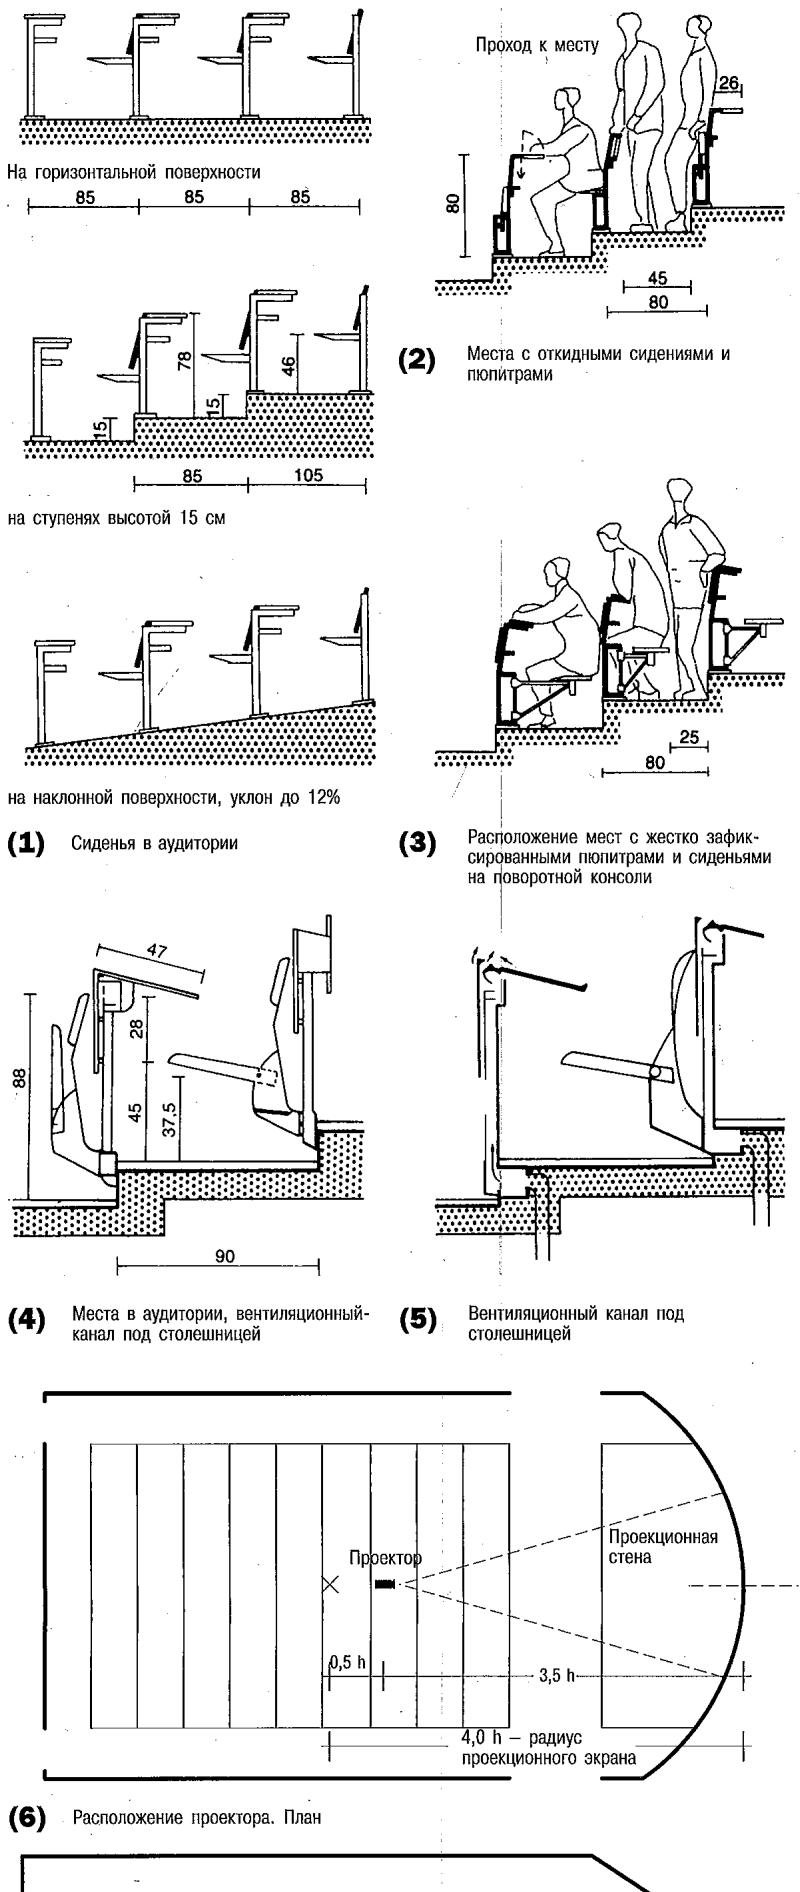 На горизонтальной поверхности
85 85 85
78
46
15
15
85 105
на ступенях высотой 15 см
на наклонной поверхности, уклон до 12%
(1) Сиденья в аудитории
Проход к месту
26
80
45
80
(2) Места с откидными сидениями и
пюпитрами
25
80
(3) Расположение мест с жестко зафик-
сированными пюпитрами и сиденьями
на поворотной консоли
47
88
28
45
37,5
90
(4) Места в аудитории, вентиляционный-
канал под столешницей
(5) Вентиляционный канал под
столешницей
Проектор
Проекционная
стена
0,5 h
3,5 h
4,0 h – радиус
проекционного экрана
(6) Расположение проектора. План